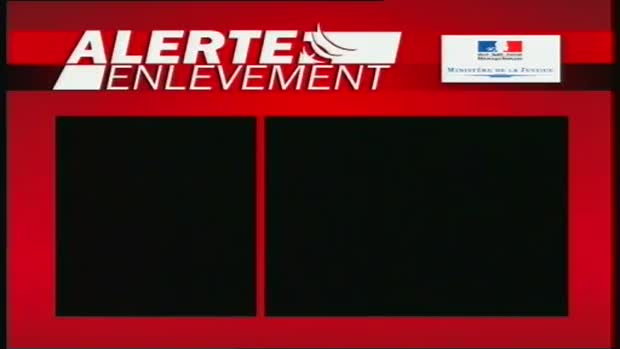 ALERTE
ENLEVEMENT
MINISTÈRE DE LA JUSTICE